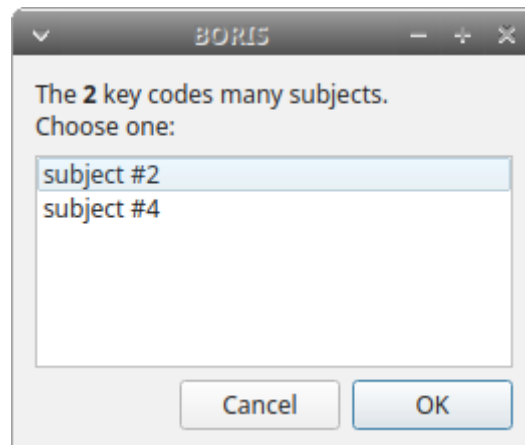 BORIS
The 2 key codes many subjects.
Choose one:
subject #2
subject #4
Cancel OK